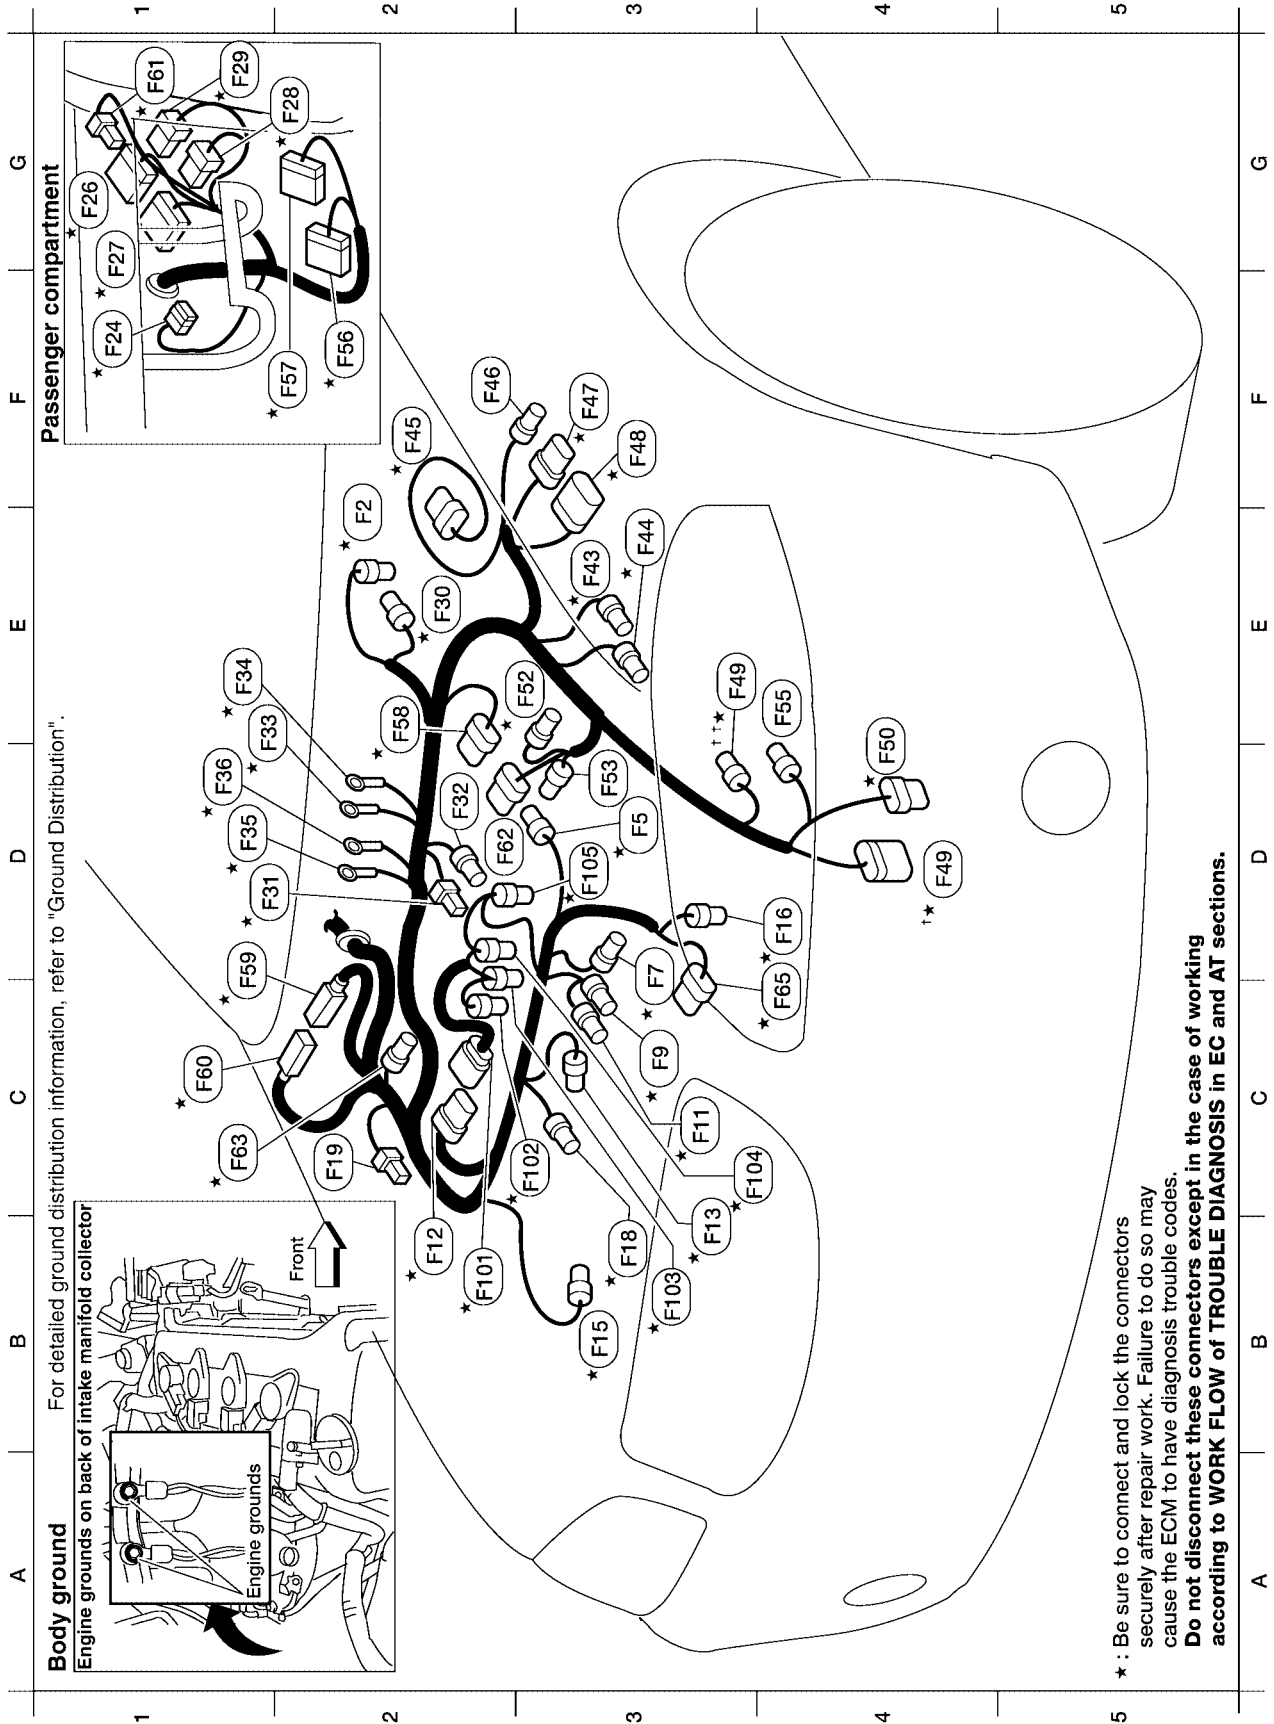 A B C D E F G
1
2
3
4
5
Body ground
For detailed ground distribution information, refer to "Ground Distribution".
Engine grounds on back of intake manifold collector
Engine grounds
Front
Passenger compartment
★ F24
★ F27
★ F26
F61
★ F29
★ F28
★ F57
★ F56
★ F60
★ F59
★ F63
F19
★ F31
★ F35
★ F36
★ F33
★ F34
★ F2
★ F30
★ F45
F46
★ F47
★ F48
★ F58
★ F52
★ F43
★ F44
F32
F62
F53
★ F5
★ F105
★ F12
★ F101
★ F102
★ F15
★ F18
★ F103
★ F13
★ F104
★ F11
★ F9
★ F7
★ F65
★ F16
† †★ F49
F55
★ F50
†★ F49
★ : Be sure to connect and lock the connectors
securely after repair work. Failure to do so may
cause the ECM to have diagnosis trouble codes.
Do not disconnect these connectors except in the case of working
according to WORK FLOW of TROUBLE DIAGNOSIS in EC and AT sections.
A B C D E F G
1
2
3
4
5